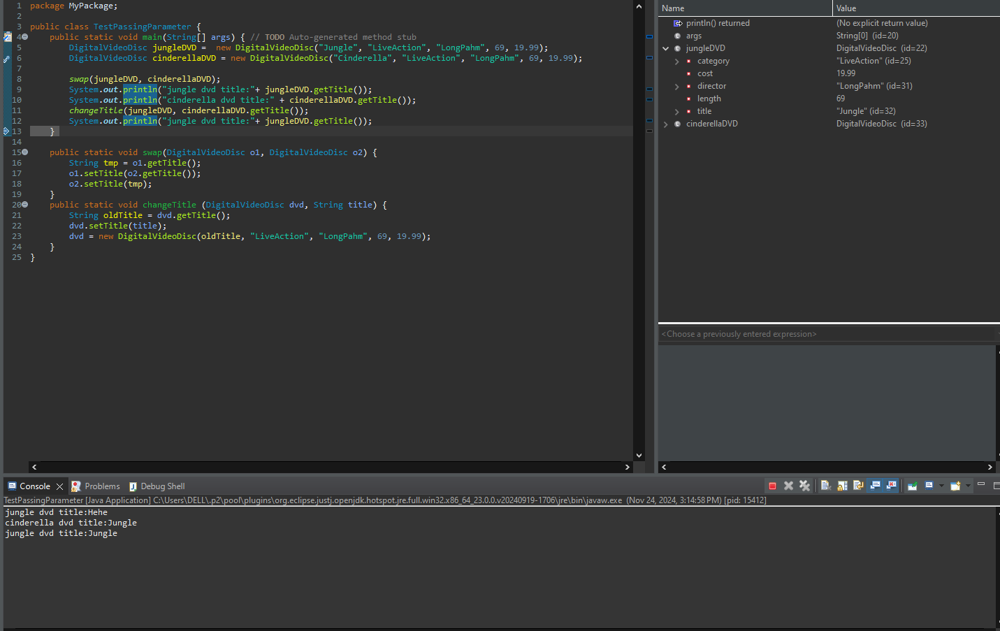 1 package MyPackage;
2
3 public class TestPassingParameter {
4 public static void main(String[] args) { // TODO Auto-generated method stub
5 DigitalVideoDisc jungleDVD =  new DigitalVideoDisc("Jungle", "LiveAction", "LongPahm", 69, 19.99);
6 DigitalVideoDisc cinderellaDVD = new DigitalVideoDisc("Cinderella", "LiveAction", "LongPahm", 69, 19.99);
7
8 swap(jungleDVD, cinderellaDVD);
9 System.out.println("jungle dvd title:"+ jungleDVD.getTitle());
10 System.out.println("cinderella dvd title:" + cinderellaDVD.getTitle());
11 changeTitle(jungleDVD, cinderellaDVD.getTitle());
12 System.out.println("jungle dvd title:"+ jungleDVD.getTitle());
13 }
14
15 public static void swap(DigitalVideoDisc o1, DigitalVideoDisc o2) {
16 String tmp = o1.getTitle();
17 o1.setTitle(o2.getTitle());
18 o2.setTitle(tmp);
19 }
20 public static void changeTitle (DigitalVideoDisc dvd, String title) {
21 String oldTitle = dvd.getTitle();
22 dvd.setTitle(title);
23 dvd = new DigitalVideoDisc(oldTitle, "LiveAction", "LongPahm", 69, 19.99);
24 }
25 }
Name Value
println() returned (No explicit return value)
args String[0] (id=20)
jungleDVD DigitalVideoDisc (id=22)
category "LiveAction" (id=25)
cost 19.99
director "LongPahm" (id=31)
length 69
title "Jungle" (id=32)
cinderellaDVD DigitalVideoDisc (id=33)
<Choose a previously entered expression>
Console Problems Debug Shell
TestPassingParameter [Java Application] C:\Users\DELL\.p2\pool\plugins\org.eclipse.justj.openjdk.hotspot.jre.full.win32.x86_64_23.0.0.v20240919-1706\jre\bin\javaw.exe (Nov 24, 2024, 3:14:58 PM) [pid: 15412]
jungle dvd title:Hehe
cinderella dvd title:Jungle
jungle dvd title:Jungle